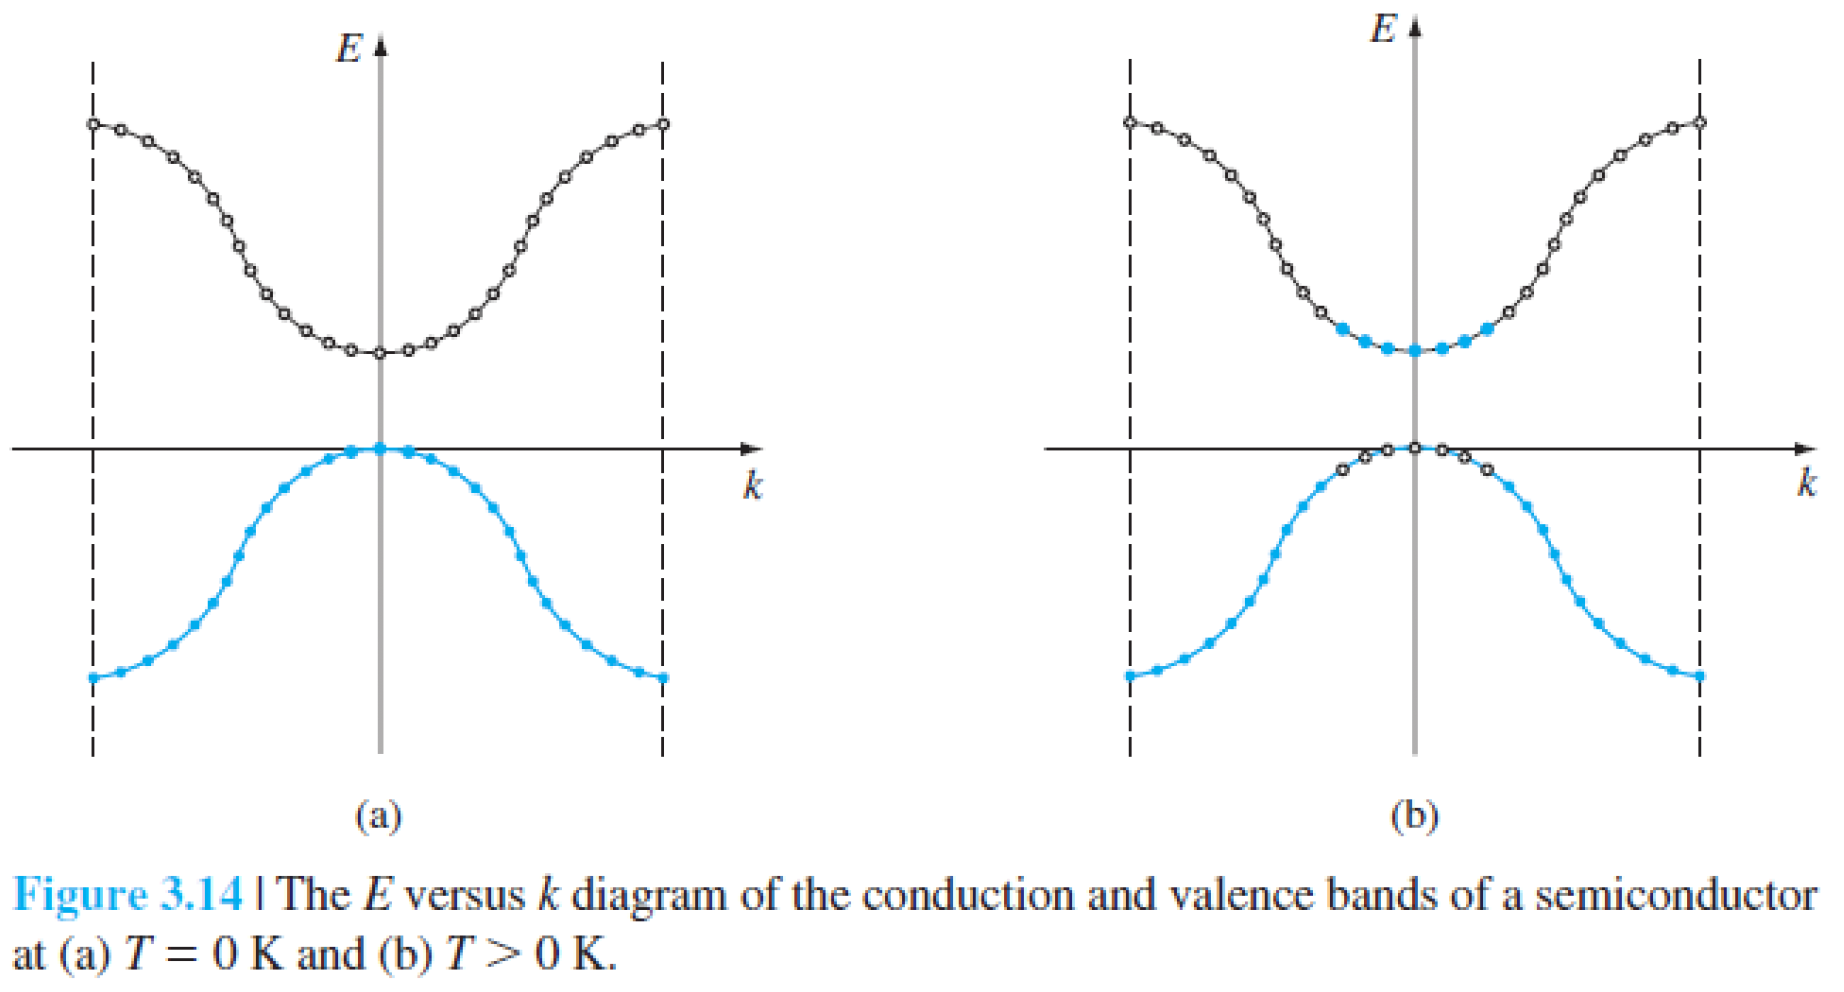 E
E
k
k
(a)
(b)
Figure 3.14 | The E versus k diagram of the conduction and valence bands of a semiconductor
at (a) T = 0 K and (b) T > 0 K.